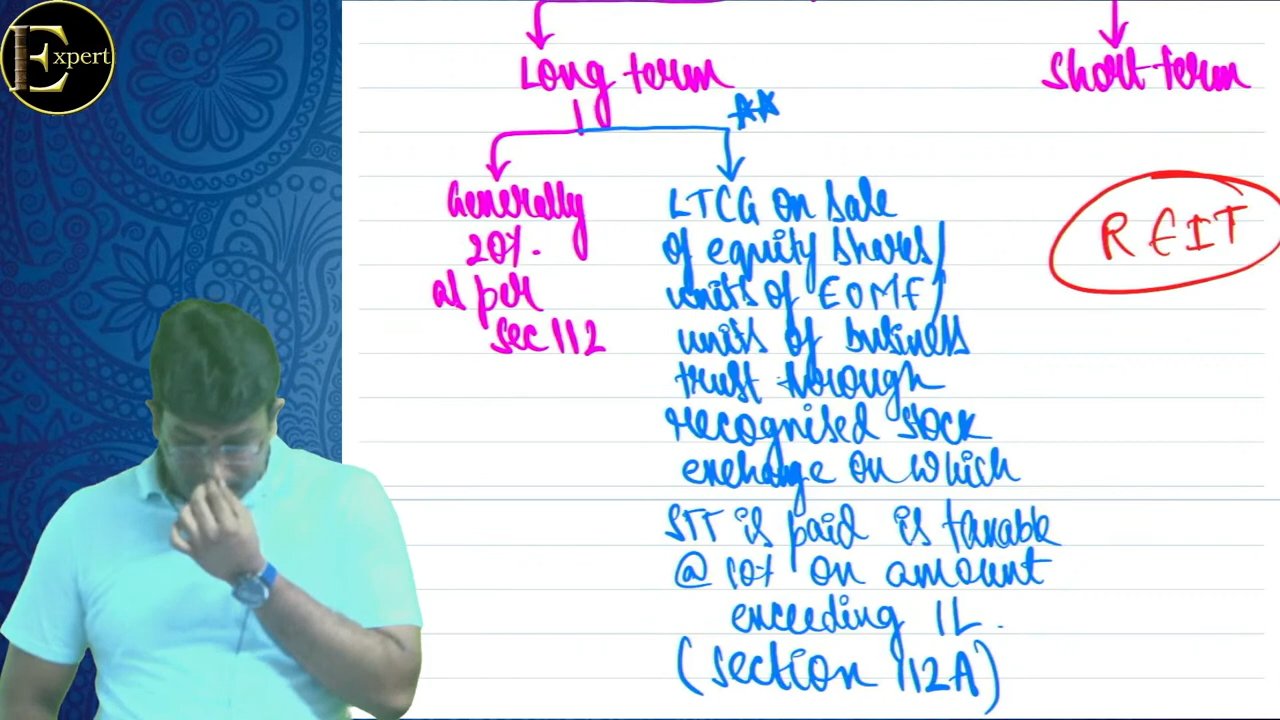 Expert
Long term
Short term
**
Generally
20%.
as per
sec 112
LTCG on sale
of equity shares/
units of EOMF/
units of business
trust through
recognised stock
exchange on which
STT is paid is taxable
@ 10% on amount
exceeding 1L.
(Section 112A)
REIT